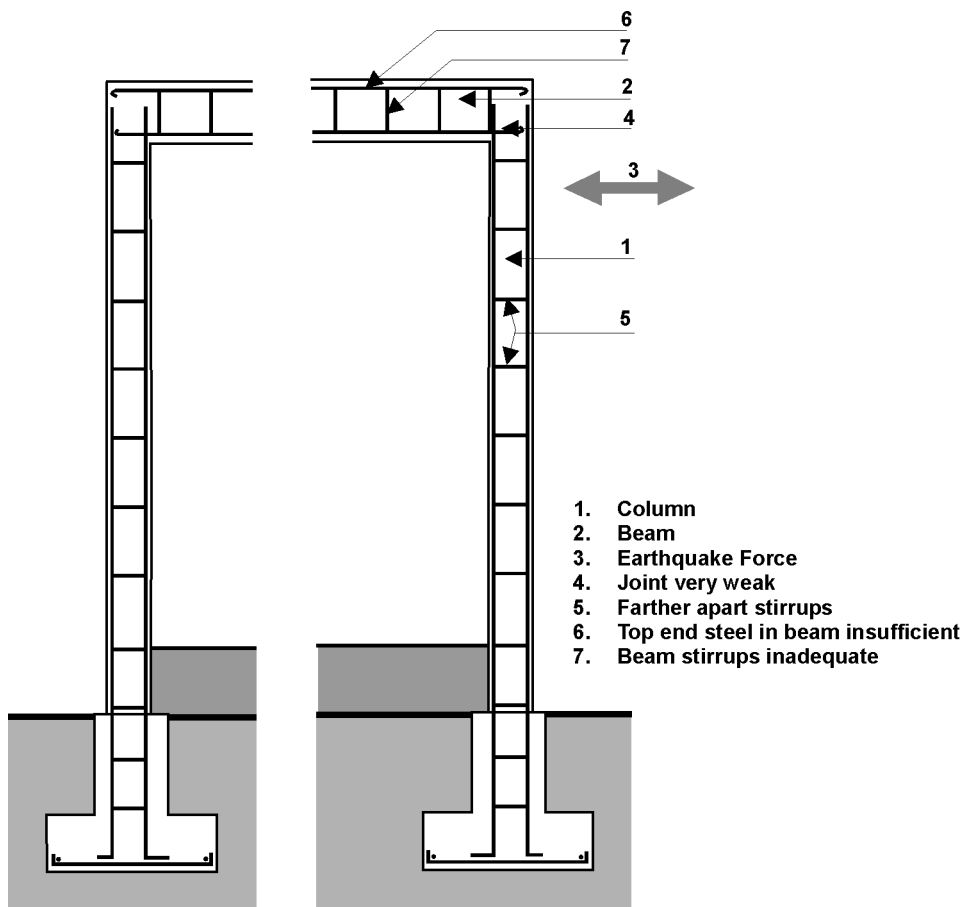 6
7
2
4
3
1
5
1. Column
2. Beam
3. Earthquake Force
4. Joint very weak
5. Farther apart stirrups
6. Top end steel in beam insufficient
7. Beam stirrups inadequate